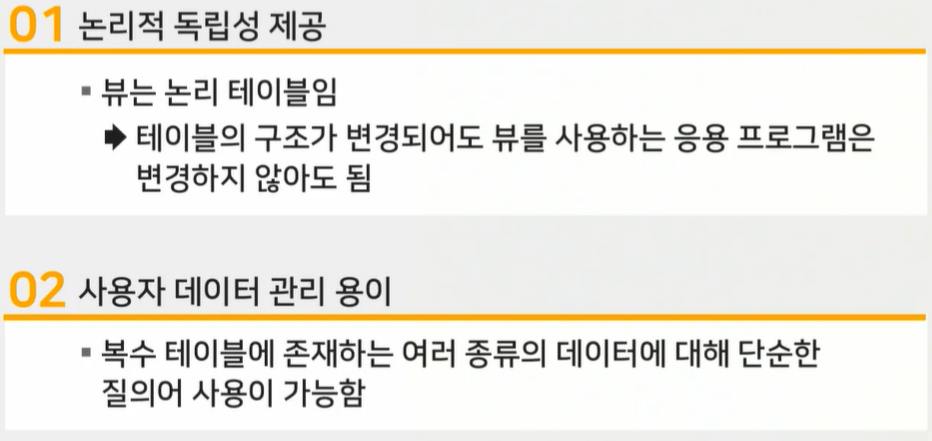 01 논리적 독립성 제공
▪ 뷰는 논리 테이블임
➡ 테이블의 구조가 변경되어도 뷰를 사용하는 응용 프로그램은
변경하지 않아도 됨
02 사용자 데이터 관리 용이
▪ 복수 테이블에 존재하는 여러 종류의 데이터에 대해 단순한
질의어 사용이 가능함